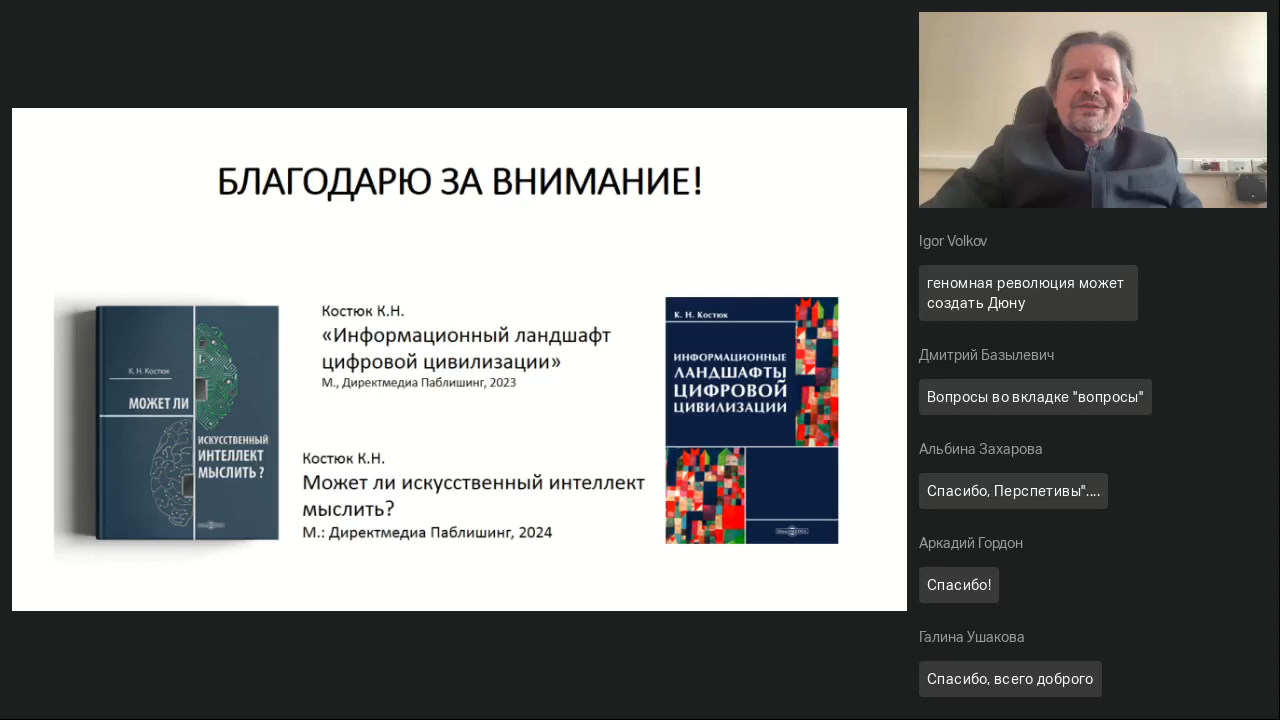 БЛАГОДАРЮ ЗА ВНИМАНИЕ!
К. Н. Костюк
МОЖЕТ ЛИ
ИСКУССТВЕННЫЙ
ИНТЕЛЛЕКТ
МЫСЛИТЬ ?
Костюк К.Н.
«Информационный ландшафт
цифровой цивилизации»
М., Директмедиа Паблишинг, 2023
Костюк К.Н.
Может ли искусственный интеллект
мыслить?
М.: Директмедиа Паблишинг, 2024
К. Н. Костюк
ИНФОРМАЦИОННЫЕ
ЛАНДШАФТЫ
ЦИФРОВОЙ
ЦИВИЛИЗАЦИИ
Igor Volkov
геномная революция может
создать Дюну
Дмитрий Базылевич
Вопросы во вкладке "вопросы"
Альбина Захарова
Спасибо, Перспетивы"....
Аркадий Гордон
Спасибо!
Галина Ушакова
Спасибо, всего доброго